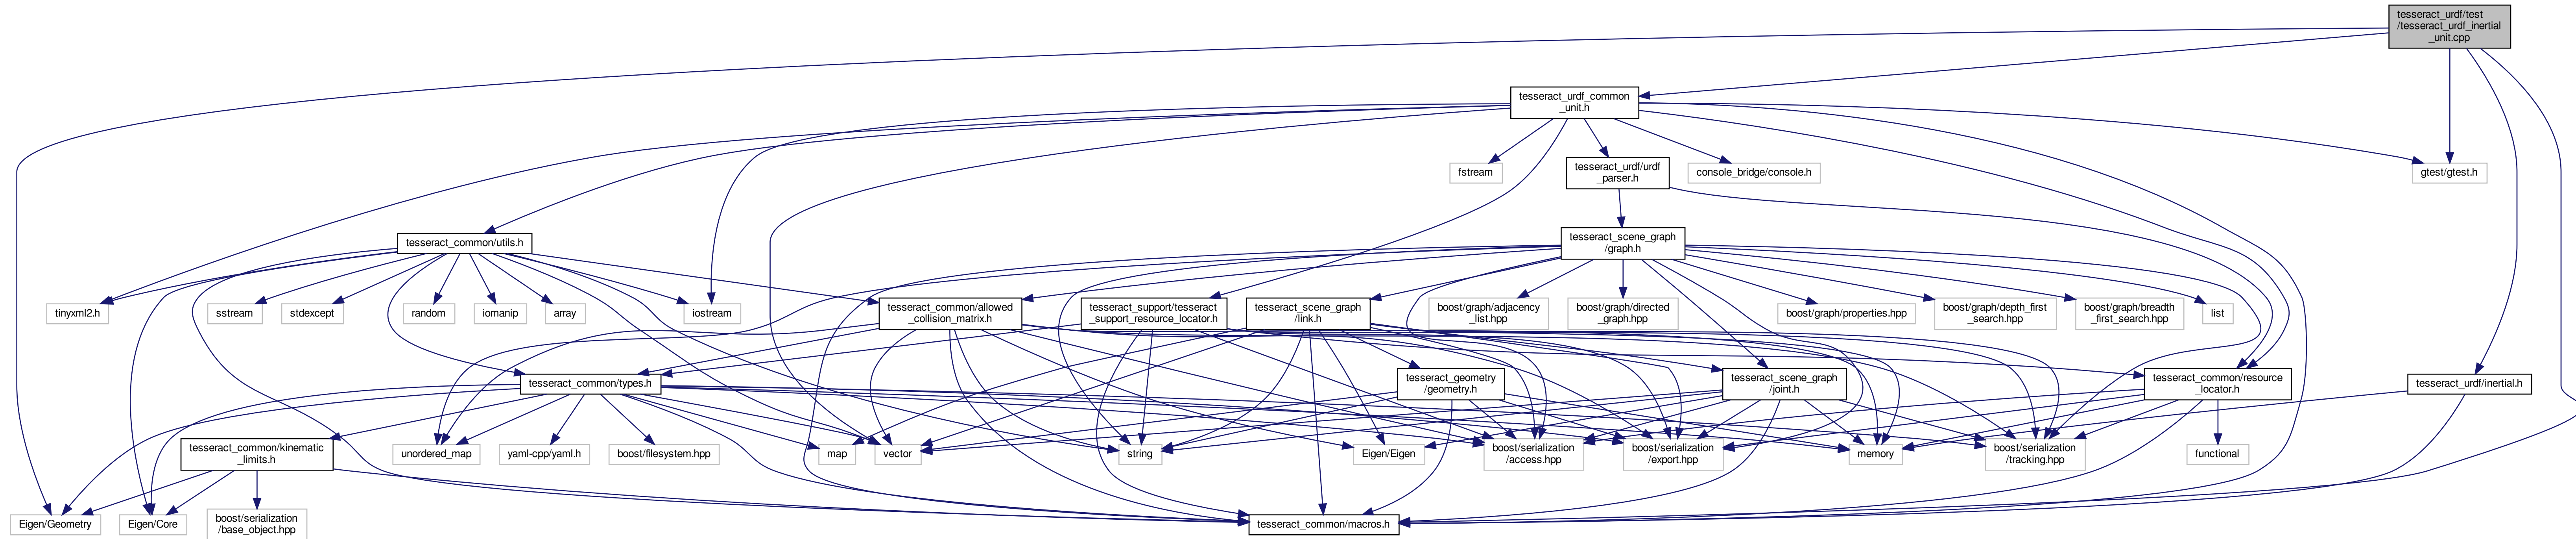 tesseract_urdf/test
/tesseract_urdf_inertial
_unit.cpp
tesseract_urdf_common
_unit.h
fstream
tesseract_urdf/urdf
_parser.h
console_bridge/console.h
gtest/gtest.h
tesseract_common/utils.h
tesseract_scene_graph
/graph.h
tinyxml2.h
sstream
stdexcept
random
iomanip
array
iostream
tesseract_common/allowed
_collision_matrix.h
tesseract_support/tesseract
_support_resource_locator.h
tesseract_scene_graph
/link.h
boost/graph/adjacency
_list.hpp
boost/graph/directed
_graph.hpp
boost/graph/properties.hpp
boost/graph/depth_first
_search.hpp
boost/graph/breadth
_first_search.hpp
list
tesseract_common/types.h
tesseract_geometry
/geometry.h
tesseract_scene_graph
/joint.h
tesseract_common/resource
_locator.h
tesseract_urdf/inertial.h
tesseract_common/kinematic
_limits.h
unordered_map
yaml-cpp/yaml.h
boost/filesystem.hpp
map
vector
string
Eigen/Eigen
boost/serialization
/access.hpp
boost/serialization
/export.hpp
memory
boost/serialization
/tracking.hpp
functional
Eigen/Geometry
Eigen/Core
boost/serialization
/base_object.hpp
tesseract_common/macros.h